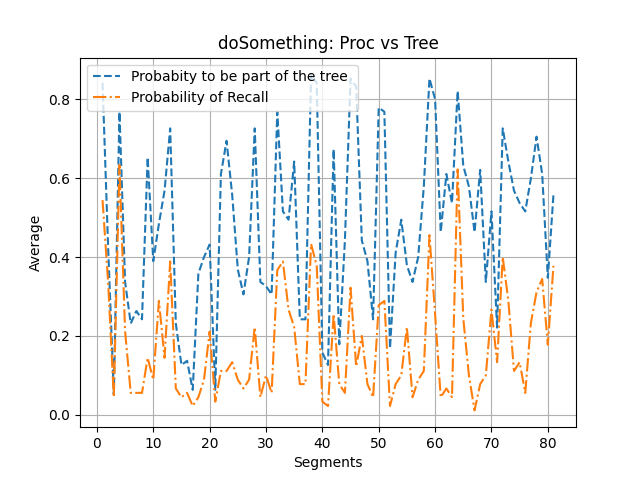 doSomething: Proc vs Tree
Probabity to be part of the tree
Probability of Recall
Average
0.8
0.6
0.4
0.2
0.0
0 10 20 30 40 50 60 70 80
Segments